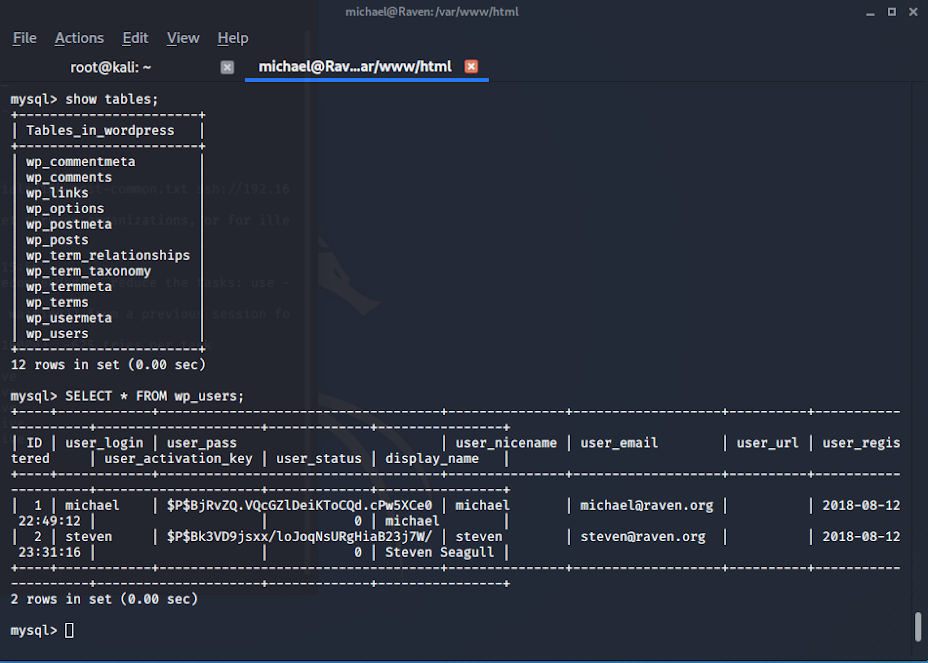 michael@Raven: /var/www/html
File Actions Edit View Help
root@kali: ~ michael@Rav...ar/www/html
mysql> show tables;
+------------------------+
| Tables_in_wordpress |
+------------------------+
| wp_commentmeta |
| wp_comments |
| wp_links |
| wp_options |
| wp_postmeta |
| wp_posts |
| wp_term_relationships |
| wp_term_taxonomy |
| wp_termmeta |
| wp_terms |
| wp_usermeta |
| wp_users |
+------------------------+
12 rows in set (0.00 sec)
mysql> SELECT * FROM wp_users;
+----+------------+------------------------------------+---------------+-------------------+----------+-----------
----------+---------------------+-------------+----------------+
| ID | user_login | user_pass | user_nicename | user_email | user_url | user_regis
tered | user_activation_key | user_status | display_name |
+----+------------+------------------------------------+---------------+-------------------+----------+-----------
----------+---------------------+-------------+----------------+
| 1 | michael | $P$BjRvZQ.VQcGZlDeiKToCQd.cPw5XCe0 | michael | michael@raven.org | | 2018-08-12
22:49:12 | | 0 | michael |
| 2 | steven | $P$Bk3VD9jsxx/loJoqNsURgHiaB23j7W/ | steven | steven@raven.org | | 2018-08-12
23:31:16 | | 0 | Steven Seagull |
+----+------------+------------------------------------+---------------+-------------------+----------+-----------
----------+---------------------+-------------+----------------+
2 rows in set (0.00 sec)
mysql>